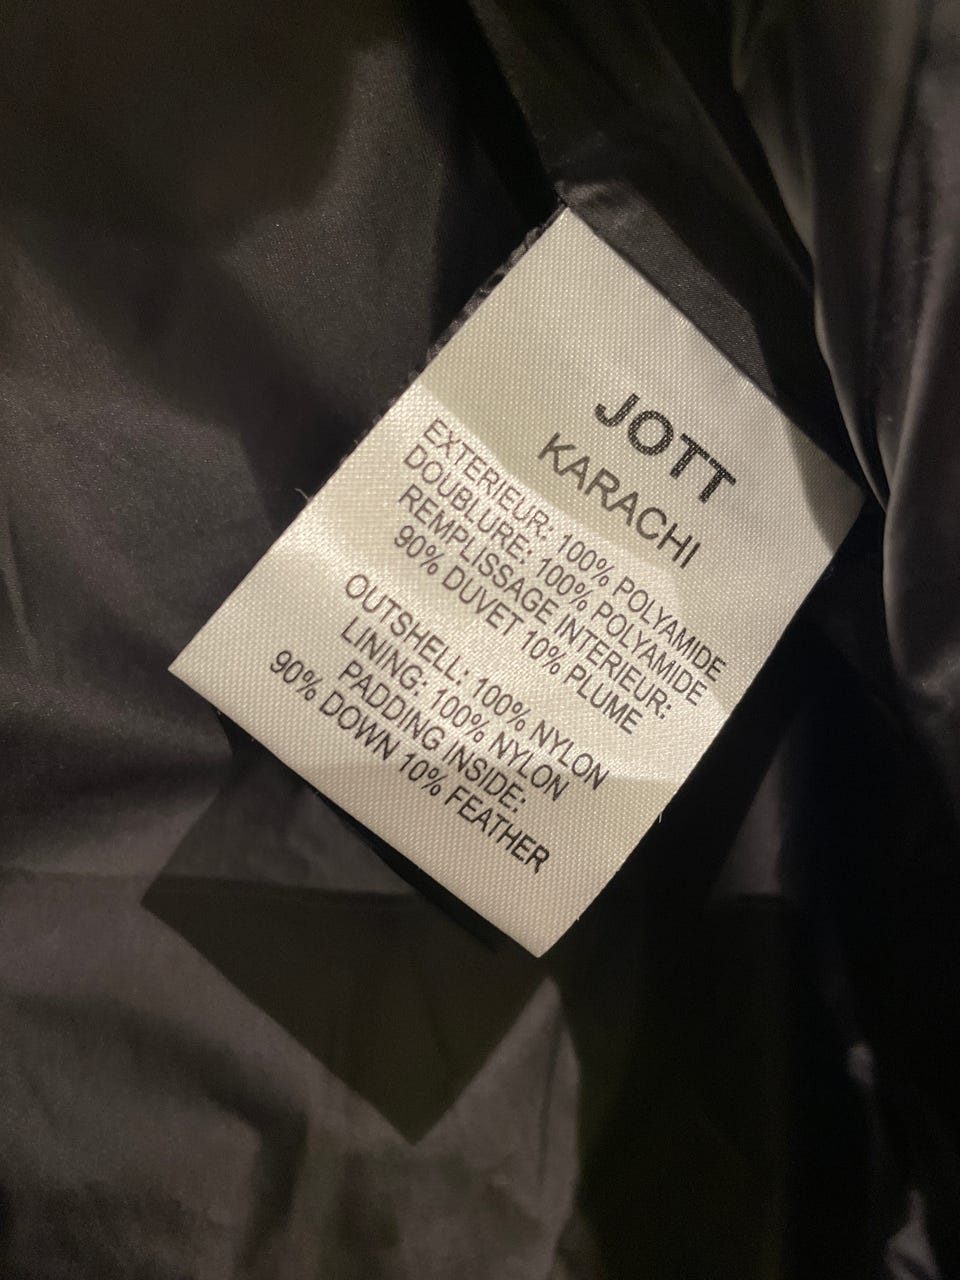 JOTT
KARACHI
EXTERIEUR: 100% POLYAMIDE
DOUBLURE: 100% POLYAMIDE
REMPLISSAGE INTERIEUR:
90% DUVET 10% PLUME
OUTSHELL: 100% NYLON
LINING: 100% NYLON
PADDING INSIDE:
90% DOWN 10% FEATHER